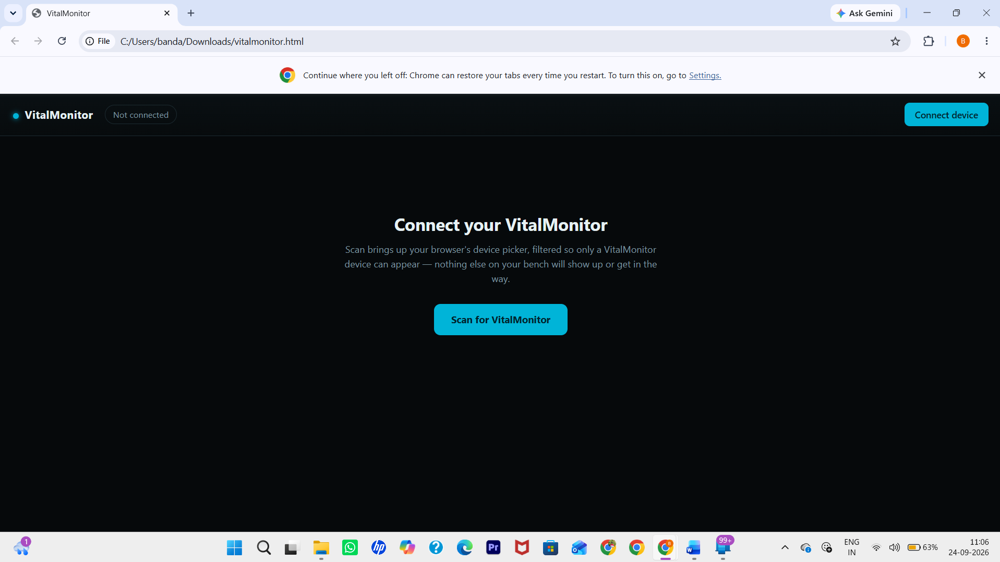 VitalMonitor
Ask Gemini
File
C:/Users/banda/Downloads/vitalmonitor.html
B
Continue where you left off: Chrome can restore your tabs every time you restart. To turn this on, go to Settings.
VitalMonitor
Not connected
Connect device
Connect your VitalMonitor
Scan brings up your browser's device picker, filtered so only a VitalMonitor
device can appear — nothing else on your bench will show up or get in the
way.
Scan for VitalMonitor
1
hp
Pr
O
B
W
99+
ENG
IN
63%
11:06
24-09-2026